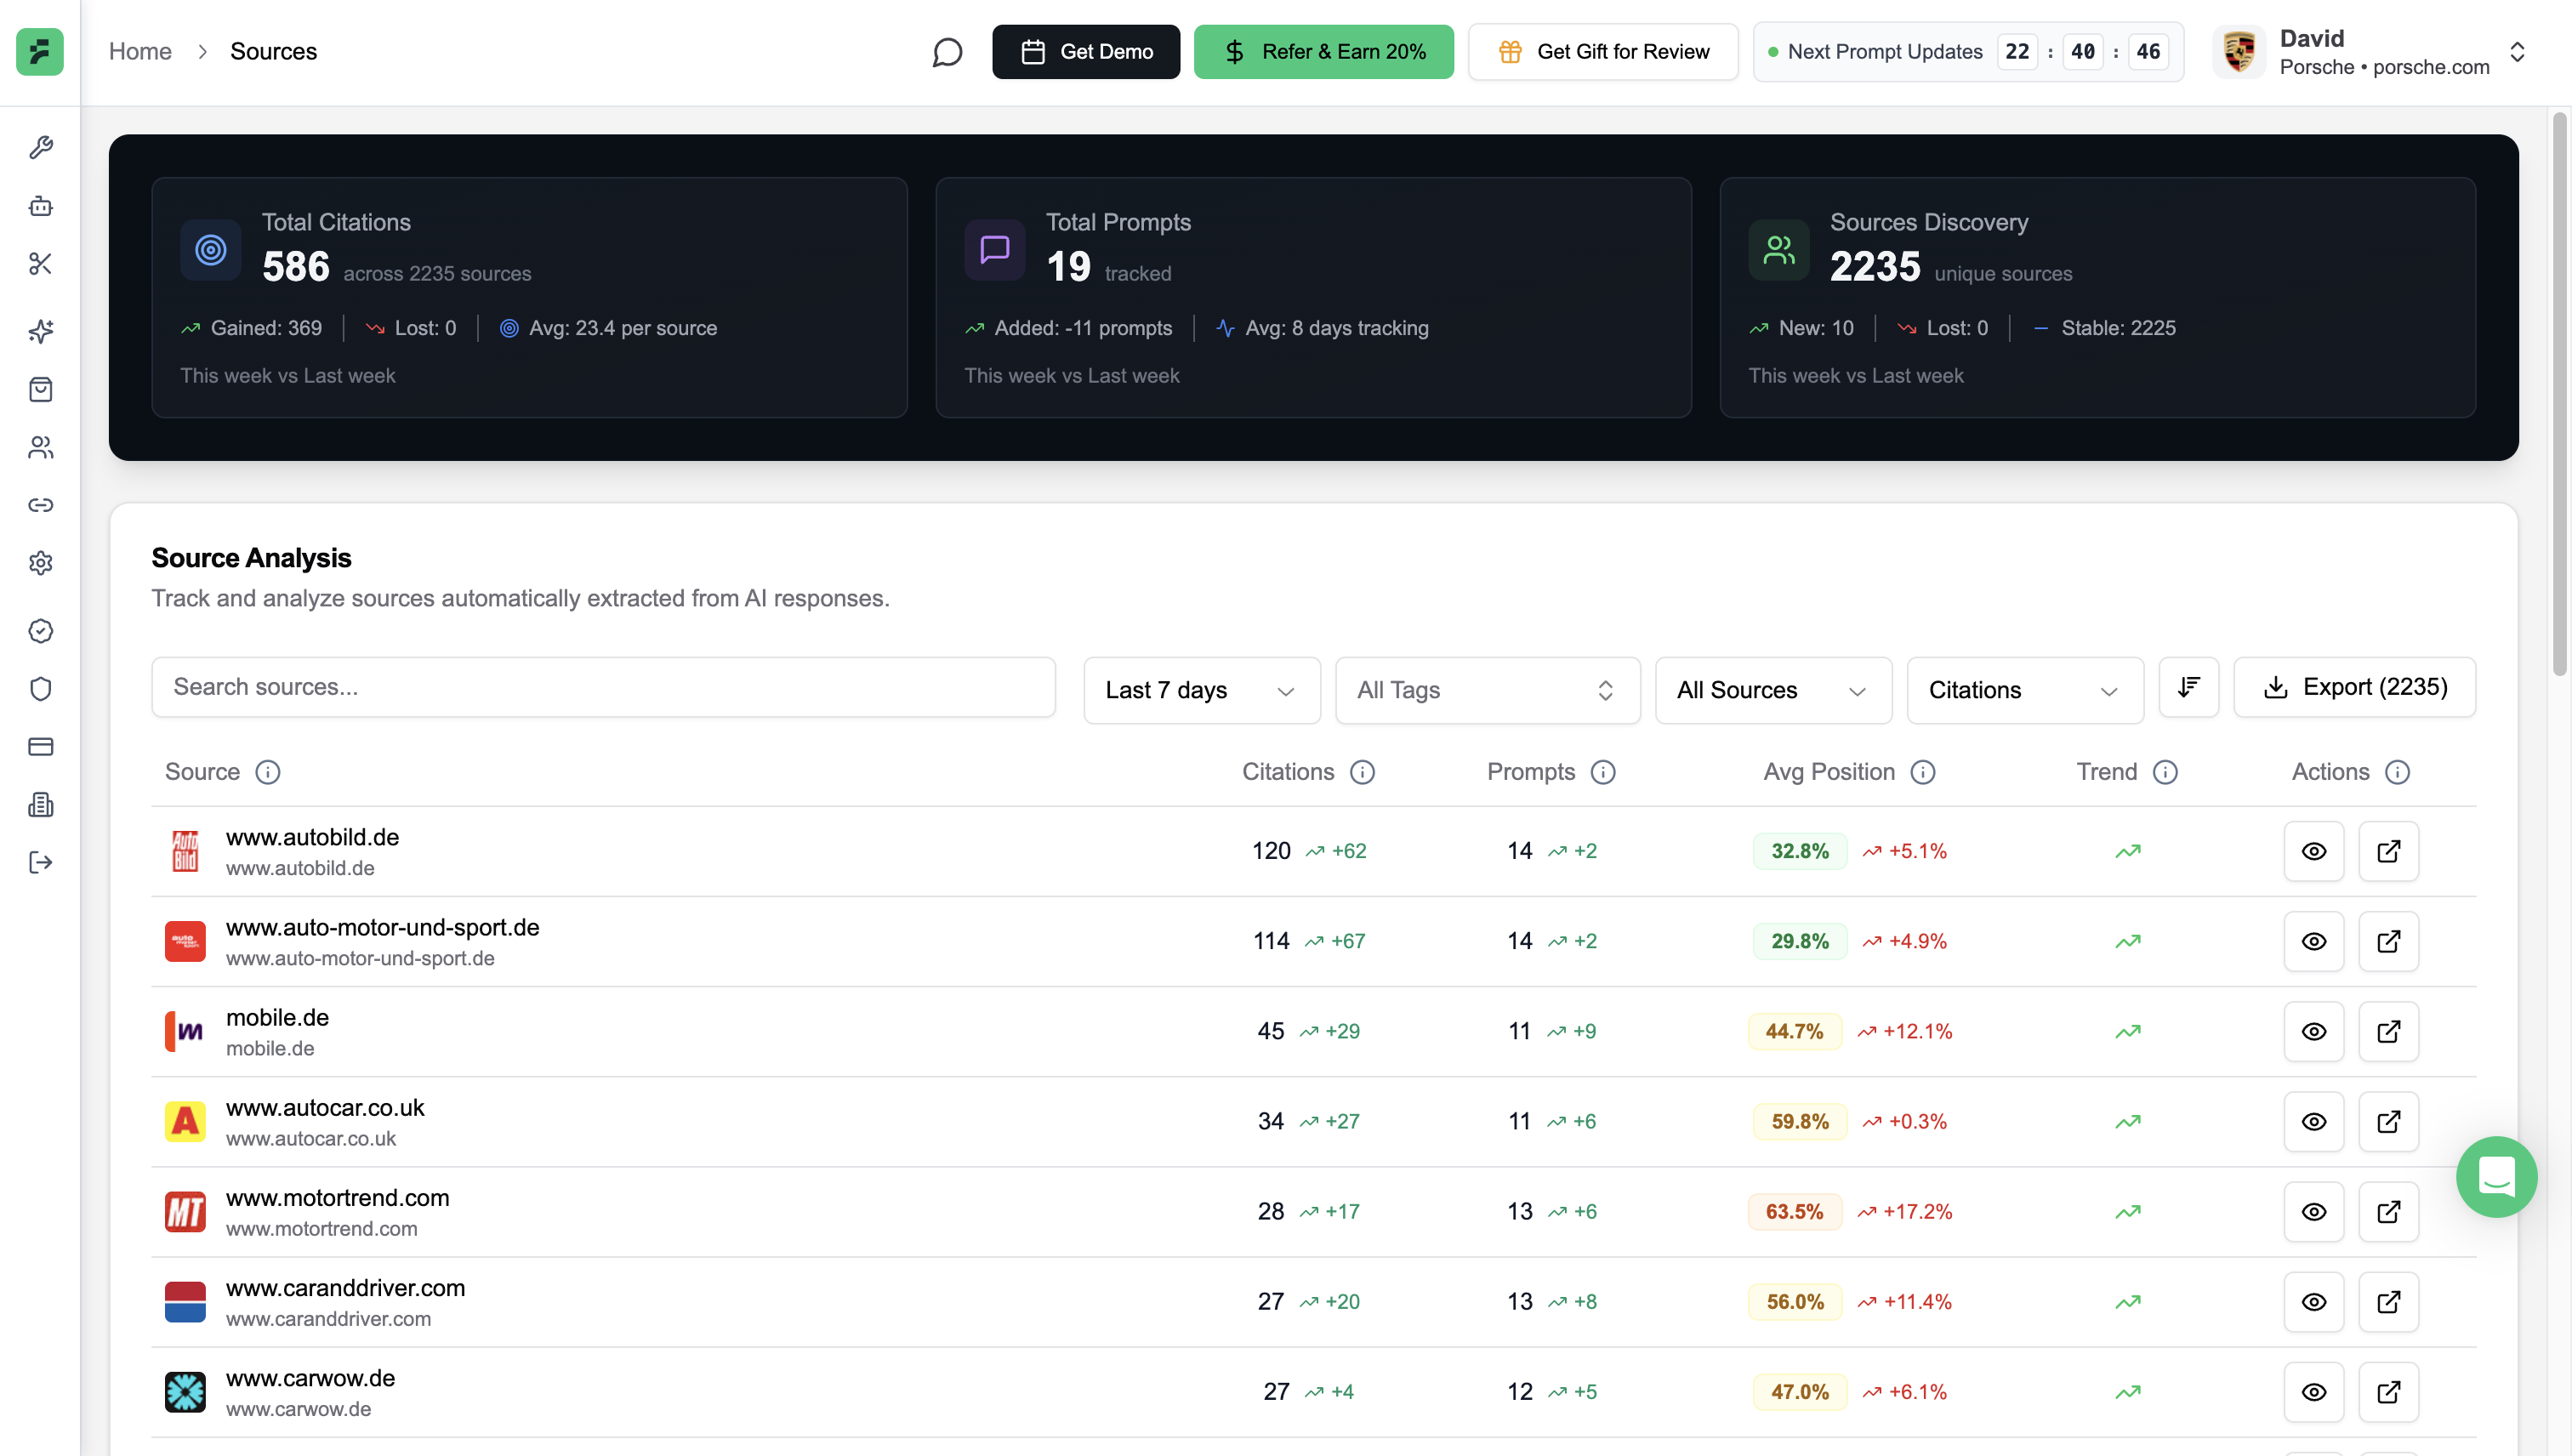 Home > Sources
Get Demo
Refer & Earn 20%
Get Gift for Review
Next Prompt Updates 22 : 40 : 46
David
Porsche • porsche.com
Total Citations
586 across 2235 sources
Gained: 369 | Lost: 0 | Avg: 23.4 per source
This week vs Last week
Total Prompts
19 tracked
Added: -11 prompts | Avg: 8 days tracking
This week vs Last week
Sources Discovery
2235 unique sources
New: 10 | Lost: 0 | Stable: 2225
This week vs Last week
Source Analysis
Track and analyze sources automatically extracted from AI responses.
Search sources... Last 7 days All Tags All Sources Citations Export (2235)
Source Citations Prompts Avg Position Trend Actions
Auto Bild
www.autobild.de
www.autobild.de
120 +62 14 +2 32.8% +5.1%
auto motor sport
www.auto-motor-und-sport.de
www.auto-motor-und-sport.de
114 +67 14 +2 29.8% +4.9%
m
mobile.de
mobile.de
45 +29 11 +9 44.7% +12.1%
A
www.autocar.co.uk
www.autocar.co.uk
34 +27 11 +6 59.8% +0.3%
MT
www.motortrend.com
www.motortrend.com
28 +17 13 +6 63.5% +17.2%
www.caranddriver.com
www.caranddriver.com
27 +20 13 +8 56.0% +11.4%
www.carwow.de
www.carwow.de
27 +4 12 +5 47.0% +6.1%